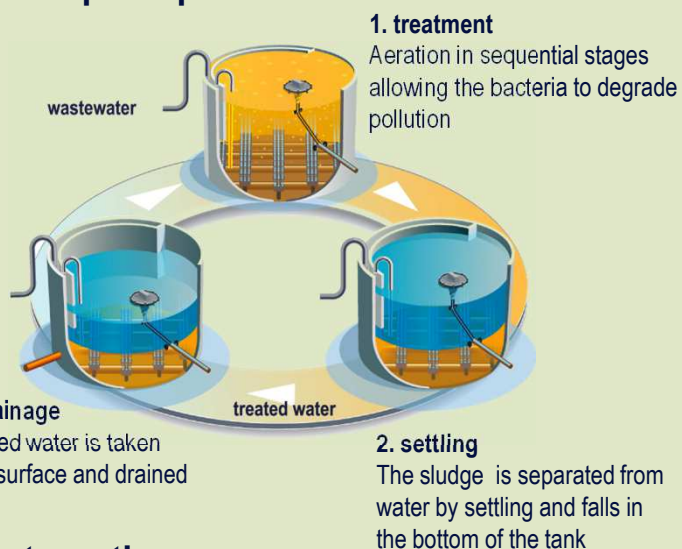 1. treatment
Aeration in sequential stages
allowing the bacteria to degrade
pollution
wastewater
treated water
2. settling
The sludge is separated from
water by settling and falls in
the bottom of the tank
water is taken
surface and drained